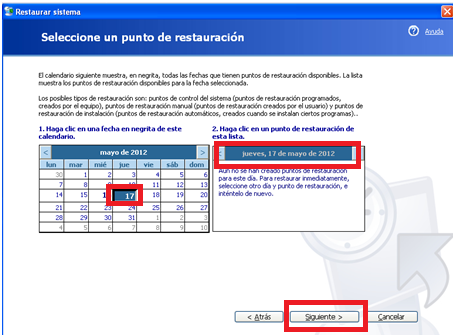 Restaurar sistema
Seleccione un punto de restauración
Ayuda
El calendario siguiente muestra, en negrita, todas las fechas que tienen puntos de restauración disponibles. La lista
muestra los puntos de restauración disponibles para la fecha seleccionada.
Los posibles tipos de restauración son: puntos de control del sistema (puntos de restauración programados,
creados por el equipo), puntos de restauración manual (puntos de restauración creados por el usuario) y puntos de
restauración de instalación (puntos de restauración automáticos, creados cuando se instalan ciertos programas)..
1. Haga clic en una fecha en negrita de este
calendario.
2. Haga clic en un punto de restauración de
esta lista.
< mayo de 2012 >
lun mar mié jue vie sáb dom
30 1 2 3 4 5 6
7 8 9 10 11 12 13
14 15 17 18 19 20
21 22 23 24 25 26 27
28 29 30 31 1 2 3
4 5 6 7 8 9 10
< jueves, 17 de mayo de 2012 >
Aún no se han creado puntos de restauración
para este día. Para restaurar inmediatamente,
seleccione otro día y punto de restauración, e
inténtelo de nuevo.
< Atrás
Siguiente >
Cancelar